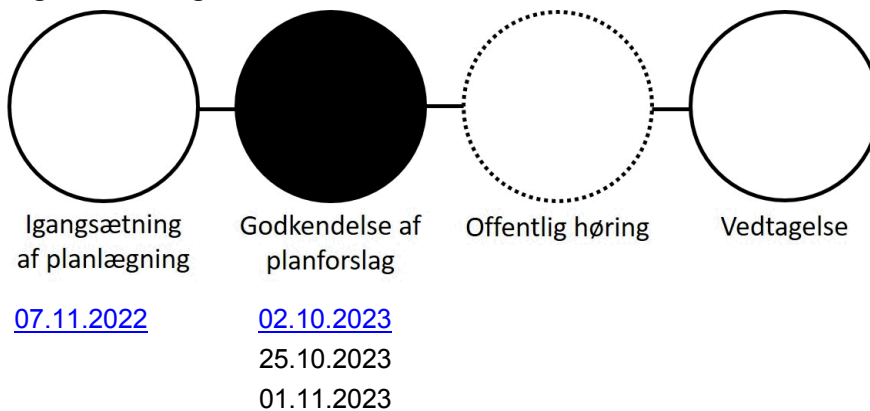 Igangsætning
af planlægning
Godkendelse af
planforslag
Offentlig høring
Vedtagelse
07.11.2022
02.10.2023
25.10.2023
01.11.2023